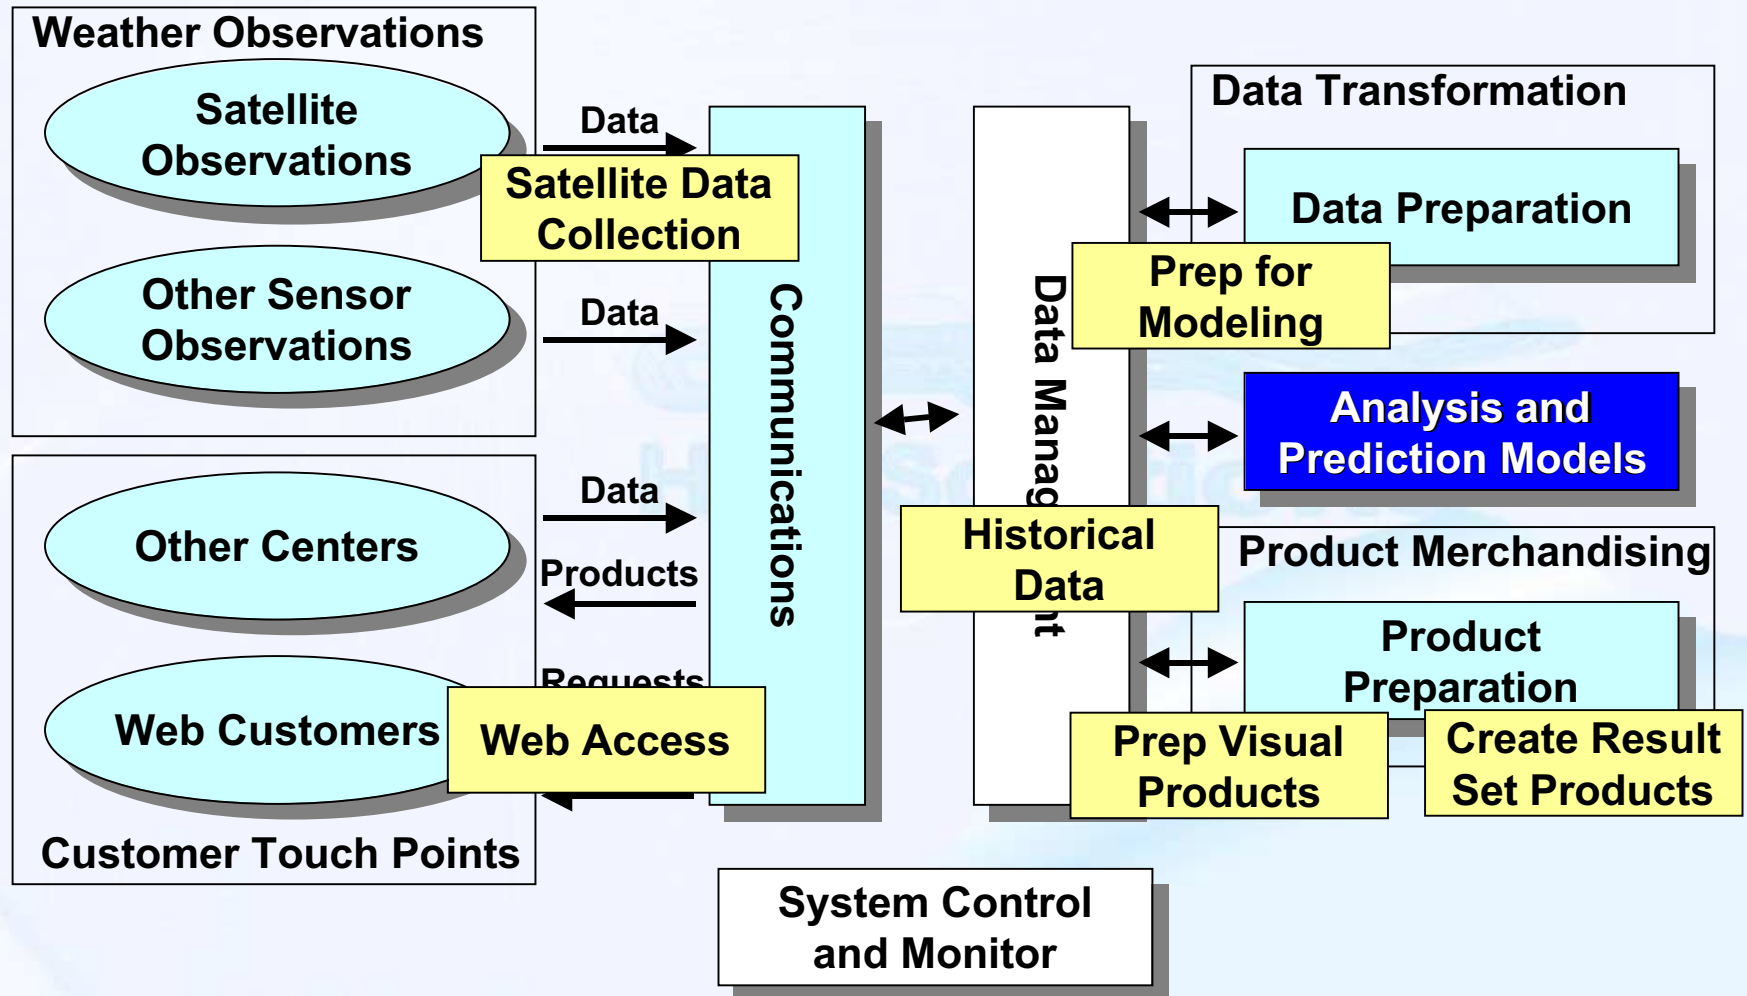 Weather Observations
Satellite
Observations
Data
Satellite Data
Collection
Other Sensor
Observations
Data
Other Centers
Data
Products
Requests
Web Customers
Web Access
Customer Touch Points
Communications
Data Management
Historical
Data
Data Transformation
Data Preparation
Prep for
Modeling
Analysis and
Prediction Models
Product Merchandising
Product
Preparation
Prep Visual
Products
Create Result
Set Products
System Control
and Monitor